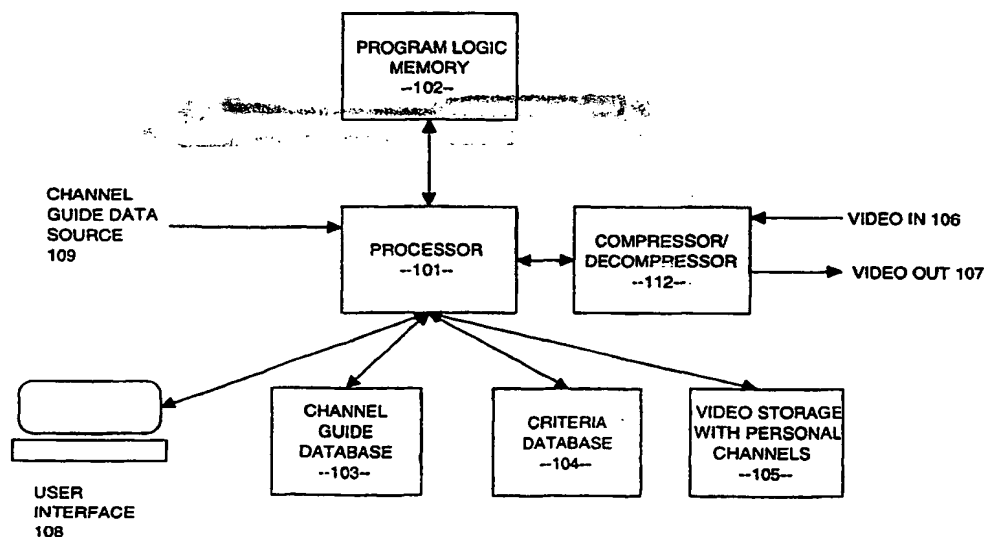 PROGRAM LOGIC
MEMORY
--102--
CHANNEL
GUIDE DATA
SOURCE
109
PROCESSOR
--101--
COMPRESSOR/
DECOMPRESSOR
--112--
VIDEO IN 106
VIDEO OUT 107
CHANNEL
GUIDE
DATABASE
--103--
CRITERIA
DATABASE
--104--
VIDEO STORAGE
WITH PERSONAL
CHANNELS
--105--
USER
INTERFACE
108